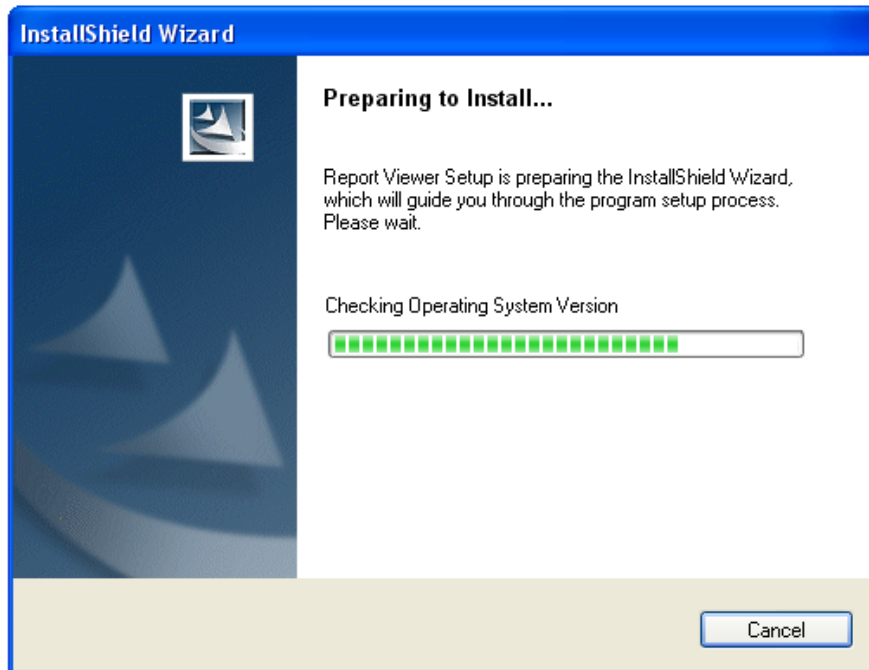 InstallShield Wizard
Preparing to Install...
Report Viewer Setup is preparing the InstallShield Wizard,
which will guide you through the program setup process.
Please wait.
Checking Operating System Version
Cancel